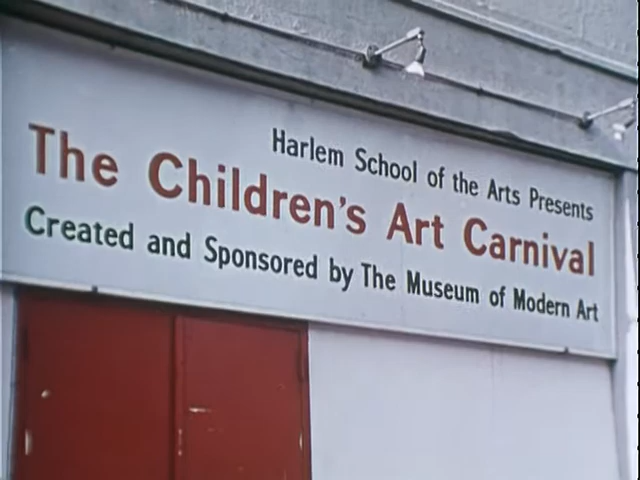 Harlem School of the Arts Presents
The Children's Art Carnival
Created and Sponsored by The Museum of Modern Art